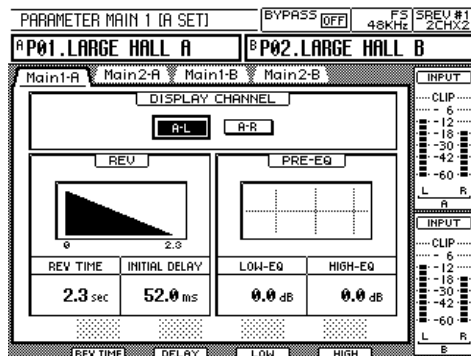 PARAMETER MAIN 1 [A SET]
BYPASS OFF
FS 48KHz
SREV #1 2CHX2
A P01.LARGE HALL A
B P02.LARGE HALL B
Main1-A Main2-A Main1-B Main2-B
DISPLAY CHANNEL
A-L A-R
REV
0 2.3
REV TIME INITIAL DELAY
2.3 sec 52.0 ms
PRE-EQ
LOW-EQ HIGH-EQ
0.0 dB 0.0 dB
REV TIME DELAY LOW HIGH
INPUT
CLIP
6
12
18
30
42
60
L R
A
INPUT
CLIP
6
12
18
30
42
60
L R
B